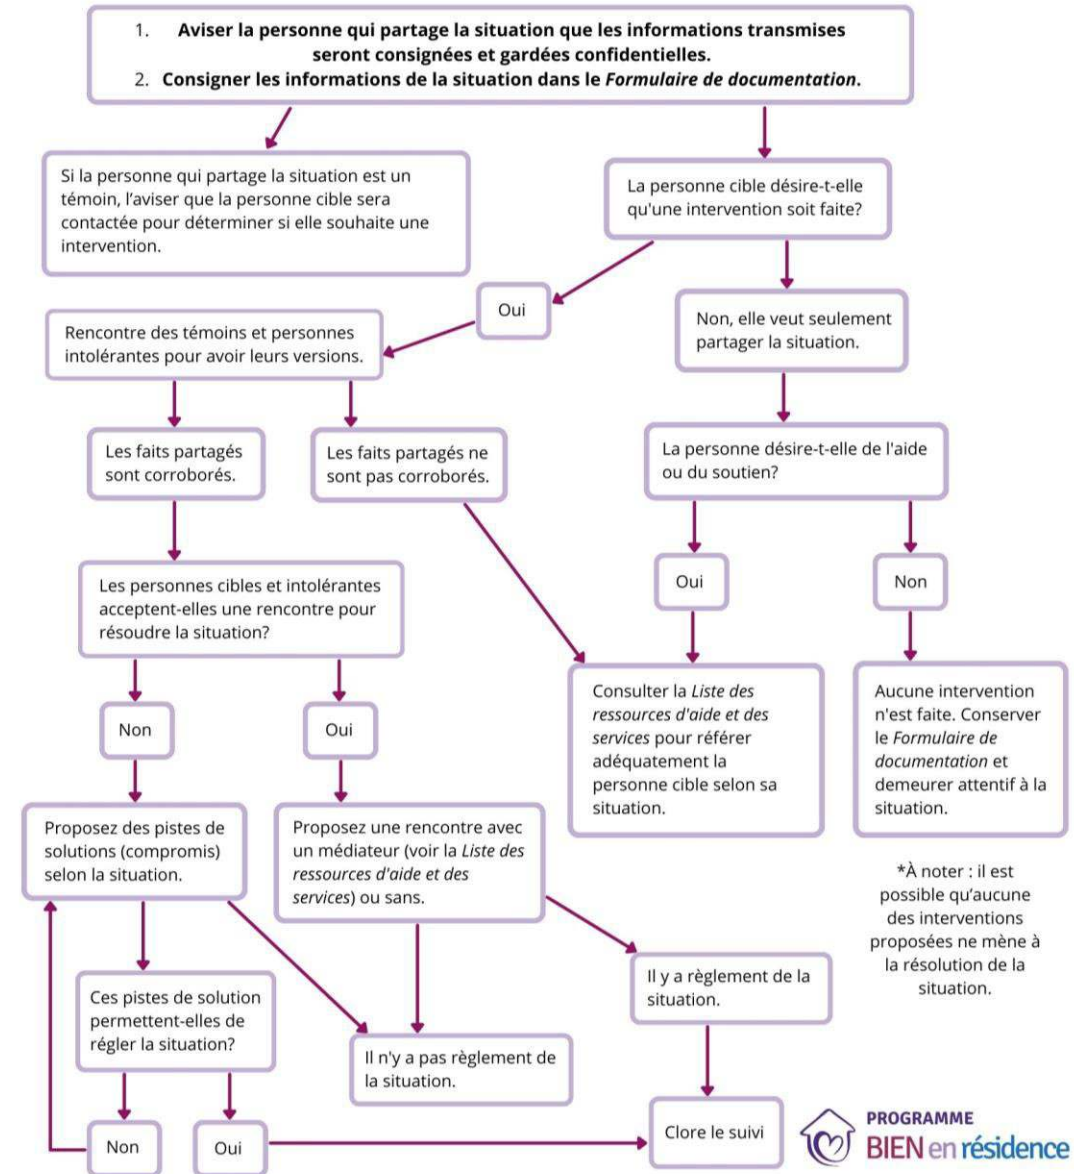 1. Aviser la personne qui partage la situation que les informations transmises
seront consignées et gardées confidentielles.
2. Consigner les informations de la situation dans le Formulaire de documentation.
Si la personne qui partage la situation est un
témoin, l'aviser que la personne cible sera
contactée pour déterminer si elle souhaite une
intervention.
La personne cible désire-t-elle
qu'une intervention soit faite?
Oui
Non, elle veut seulement
partager la situation.
Rencontre des témoins et personnes
intolérantes pour avoir leurs versions.
Les faits partagés
sont corroborés.
Les faits partagés ne
sont pas corroborés.
La personne désire-t-elle de l'aide
ou du soutien?
Oui
Non
Les personnes cibles et intolérantes
acceptent-elles une rencontre pour
résoudre la situation?
Non
Oui
Consulter la Liste des
ressources d'aide et des
services pour référer
adéquatement la
personne cible selon sa
situation.
Aucune intervention
n'est faite. Conserver
le Formulaire de
documentation et
demeurer attentif à la
situation.
Proposez des pistes de
solutions (compromis)
selon la situation.
Proposez une rencontre avec
un médiateur (voir la Liste des
ressources d'aide et des
services) ou sans.
*À noter : il est
possible qu'aucune
des interventions
proposées ne mène à
la résolution de la
situation.
Il y a règlement de la
situation.
Ces pistes de solution
permettent-elles de
régler la situation?
Il n'y a pas règlement de
la situation.
Non
Oui
Clore le suivi
PROGRAMME
BIEN en résidence